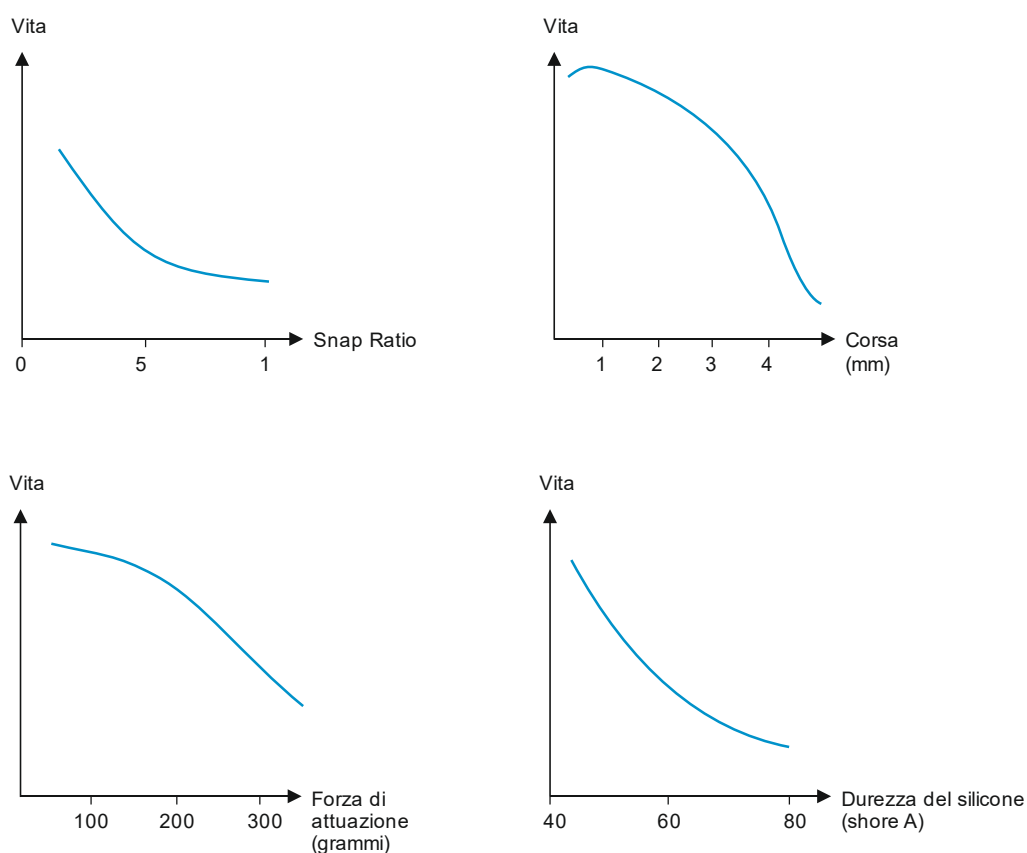 Vita
Snap Ratio
0
5
1
Vita
Corsa
(mm)
1
2
3
4
Vita
Forza di
attuazione
(grammi)
100
200
300
Vita
Durezza del silicone
(shore A)
40
60
80